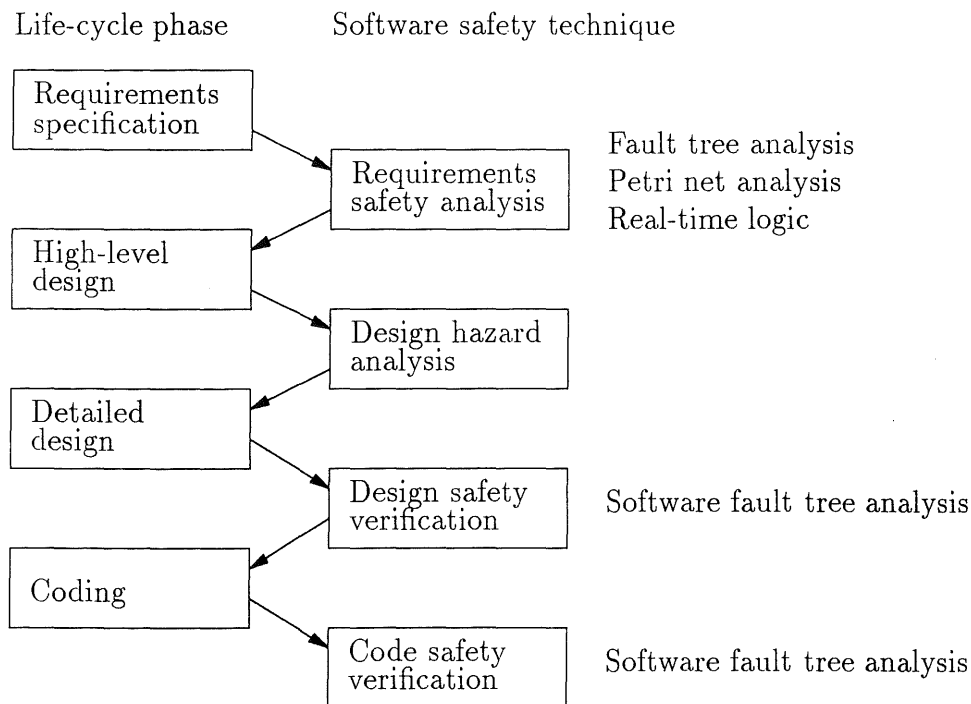 Life-cycle phase
Software safety technique
Requirements
specification
Requirements
safety analysis
Fault tree analysis
Petri net analysis
Real-time logic
High-level
design
Design hazard
analysis
Detailed
design
Design safety
verification
Software fault tree analysis
Coding
Code safety
verification
Software fault tree analysis